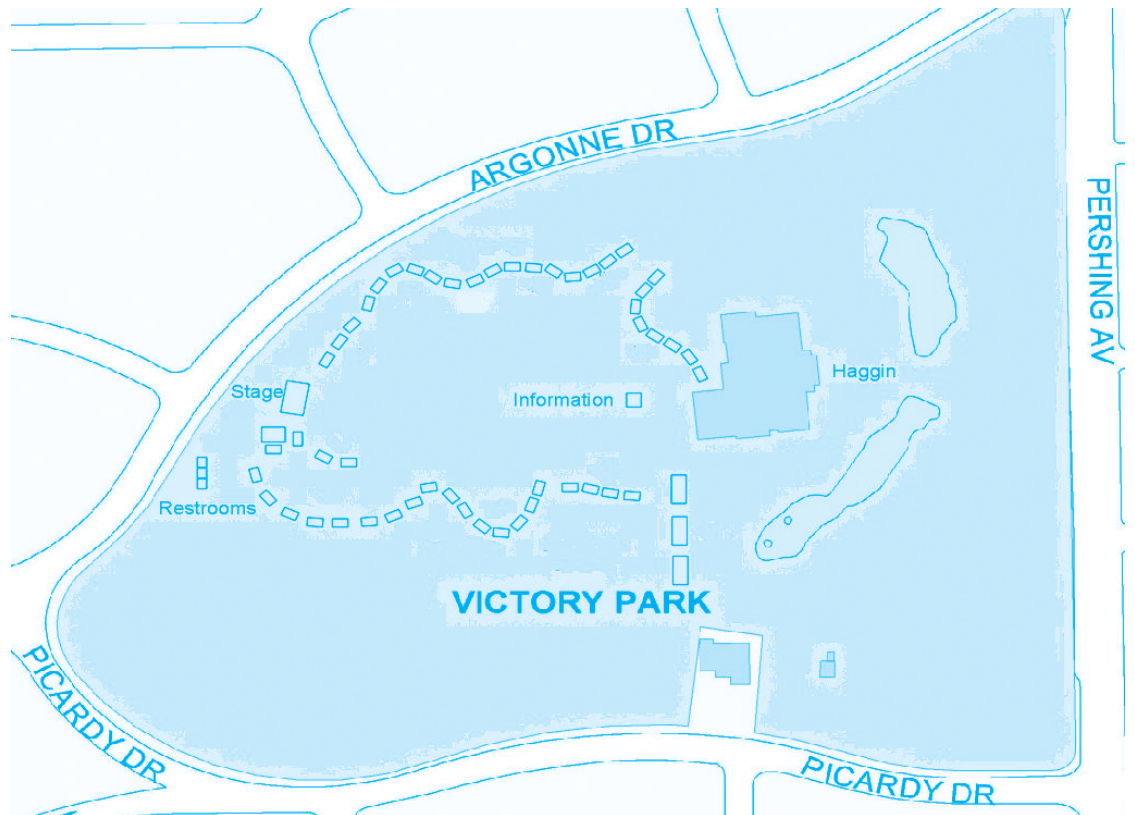 ARGONNE DR
PERSHING AV
Haggin
Stage
Information
Restrooms
VICTORY PARK
PICARDY DR
PICARDY DR